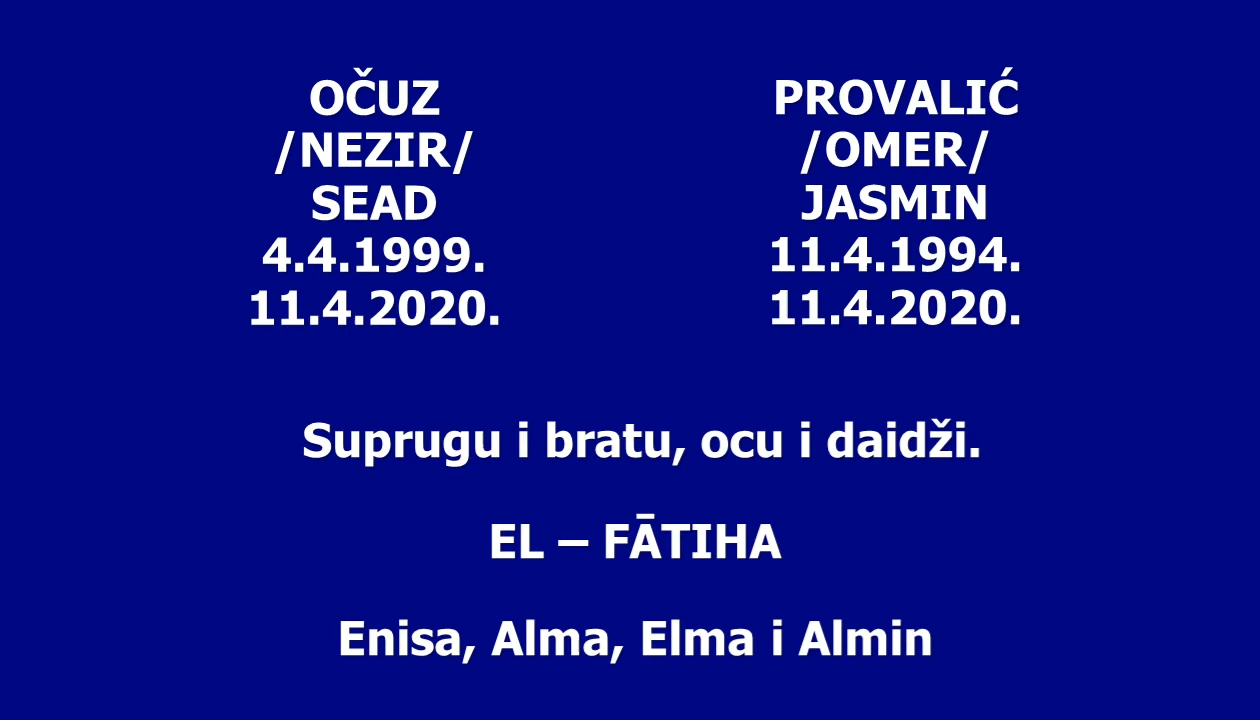 OČUZ
/NEZIR/
SEAD
4.4.1999.
11.4.2020.
PROVALIĆ
/OMER/
JASMIN
11.4.1994.
11.4.2020.
Suprugu i bratu, ocu i daidži.
EL – FĀTIHA
Enisa, Alma, Elma i Almin